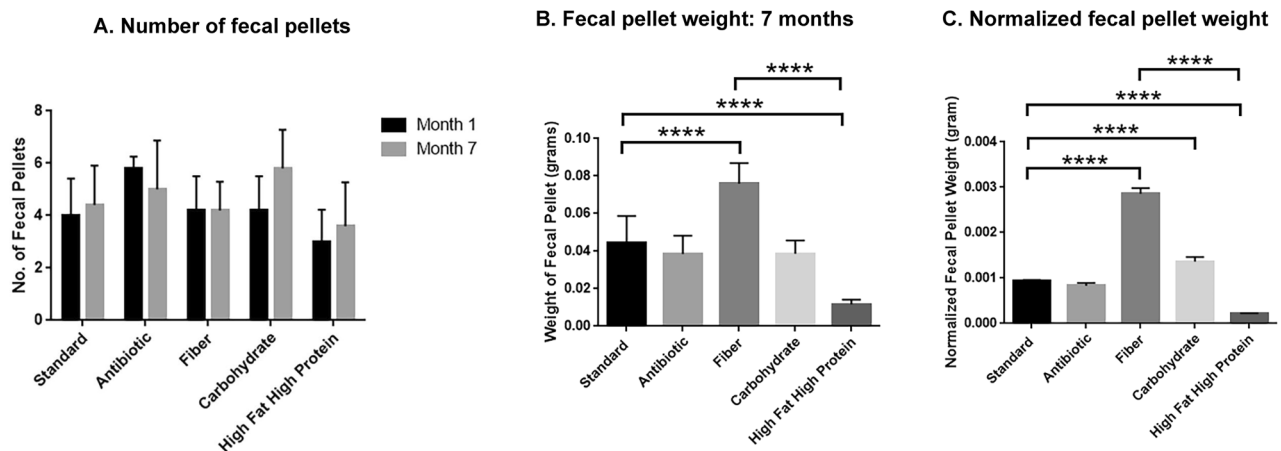 A. Number of fecal pellets
No. of Fecal Pellets
8
6
4
2
0
Standard
Antibiotic
Fiber
Carbohydrate
High Fat High Protein
Month 1
Month 7
B. Fecal pellet weight: 7 months
****
****
****
Weight of Fecal Pellet (grams)
0.10
0.08
0.06
0.04
0.02
0.00
Standard
Antibiotic
Fiber
Carbohydrate
High Fat High Protein
C. Normalized fecal pellet weight
****
****
****
****
Normalized Fecal Pellet Weight (gram)
0.004
0.003
0.002
0.001
0.000
Standard
Antibiotic
Fiber
Carbohydrate
High Fat High Protein